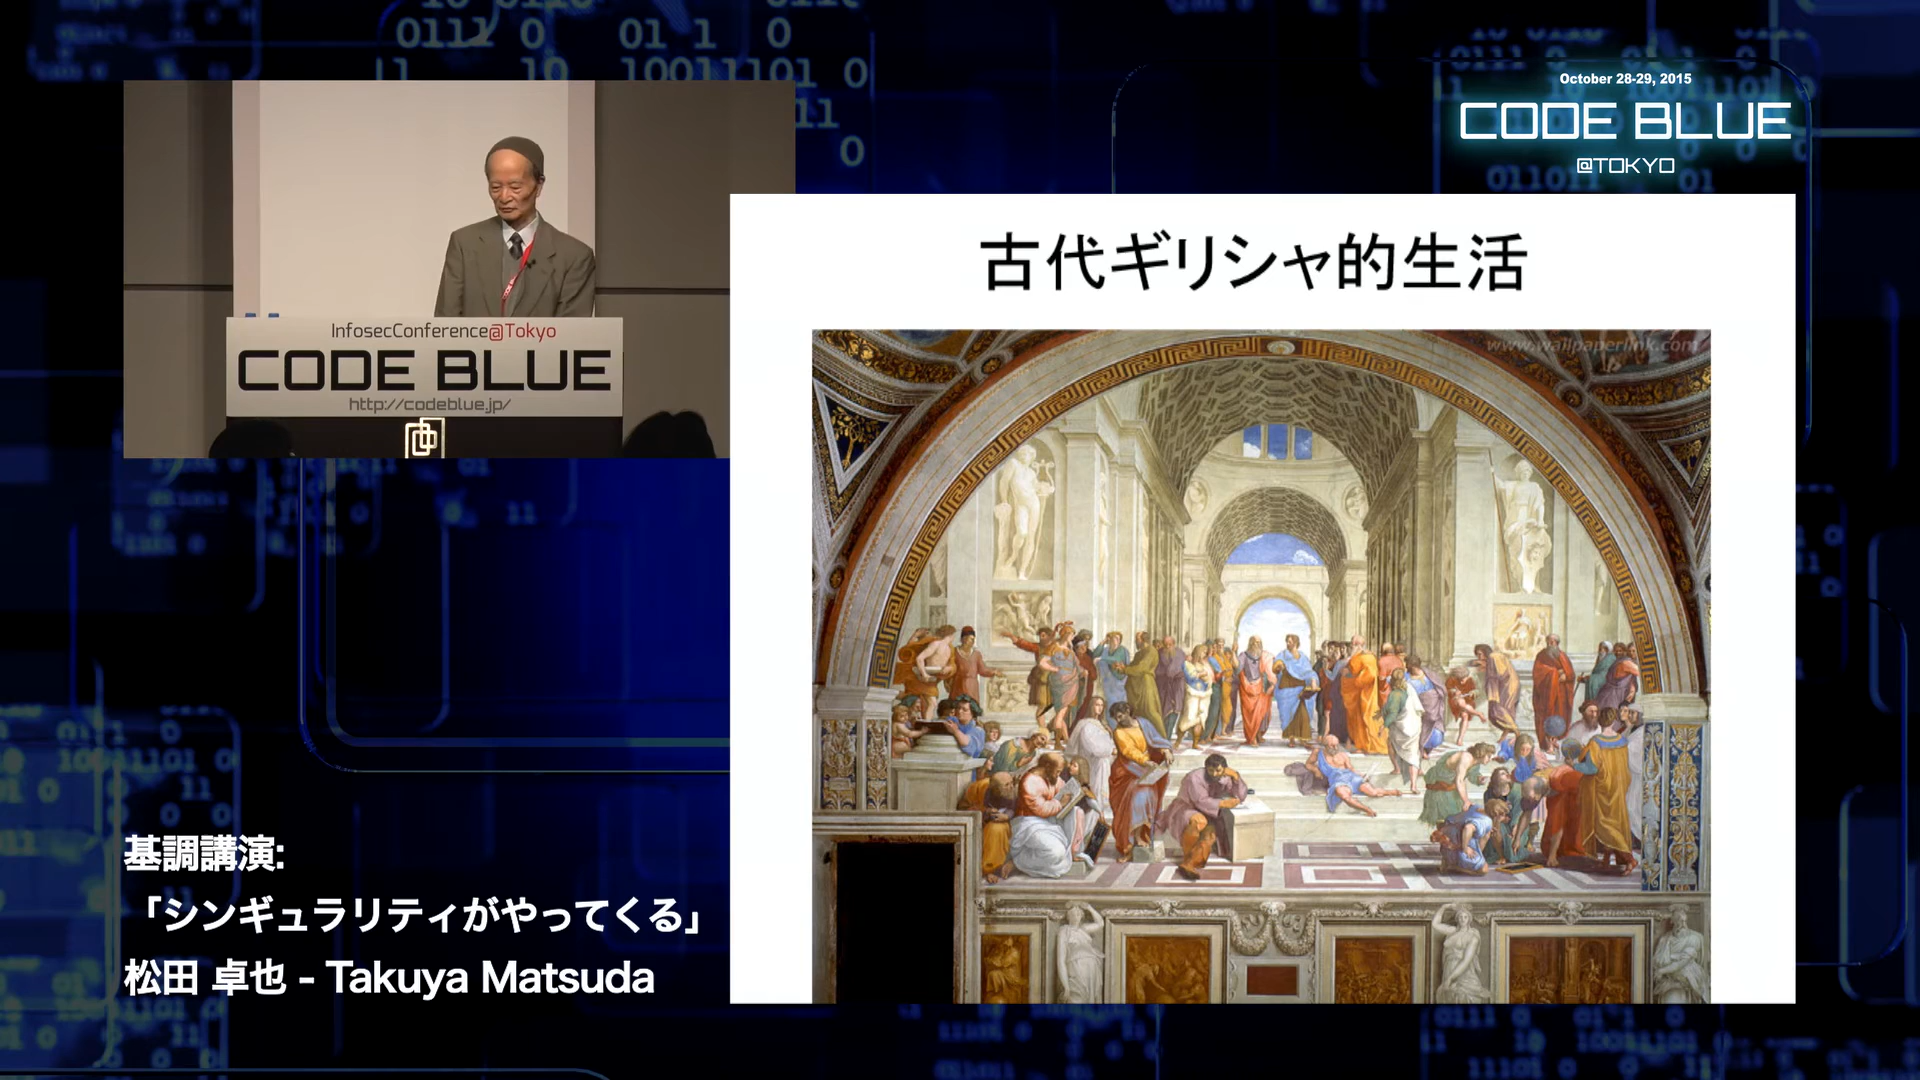 October 28-29, 2015
CODE BLUE
@TOKYO
InfosecConference@Tokyo
CODE BLUE
http://codeblue.jp/
古代ギリシャ的生活
www.wallpaperlink.com
基調講演:
「シンギュラリティがやってくる」
松田 卓也 - Takuya Matsuda